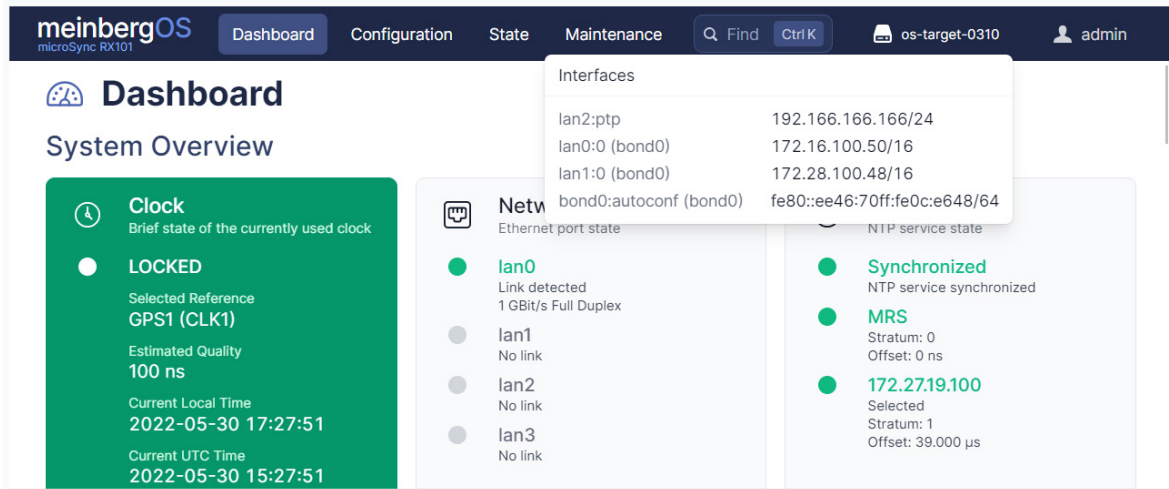 meinbergOS
microSync RX101
Dashboard
Configuration
State
Maintenance
Find
Ctrl K
os-target-0310
admin
Interfaces
lan2:ptp 192.166.166.166/24
lan0:0 (bond0) 172.16.100.50/16
lan1:0 (bond0) 172.28.100.48/16
bond0:autoconf (bond0) fe80::ee46:70ff:fe0c:e648/64
Dashboard
System Overview
Clock
Brief state of the currently used clock
LOCKED
Selected Reference
GPS1 (CLK1)
Estimated Quality
100 ns
Current Local Time
2022-05-30 17:27:51
Current UTC Time
2022-05-30 15:27:51
Ethernet port state
lan0
Link detected
1 GBit/s Full Duplex
lan1
No link
lan2
No link
lan3
No link
NTP service state
Synchronized
NTP service synchronized
MRS
Stratum: 0
Offset: 0 ns
172.27.19.100
Selected
Stratum: 1
Offset: 39.000 µs